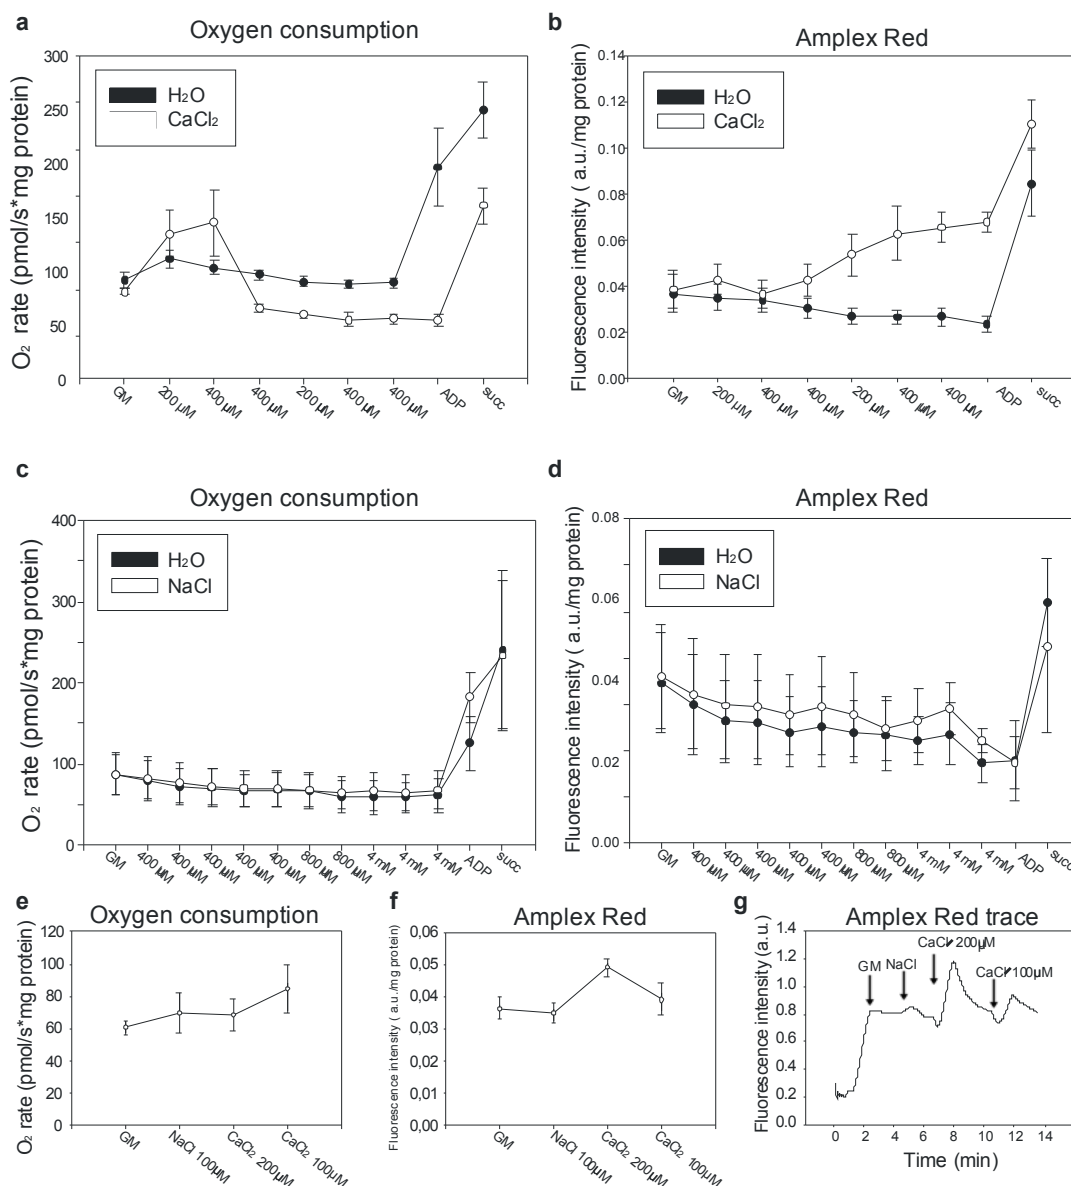 a
Oxygen consumption
O2 rate (pmol/s*mg protein)
300
250
200
150
100
50
0
H2O
CaCl2
GM
200 µM
400 µM
400 µM
200 µM
400 µM
400 µM
ADP
succ
b
Amplex Red
Fluorescence intensity ( a.u./mg protein)
0.14
0.12
0.10
0.08
0.06
0.04
0.02
0.00
H2O
CaCl2
GM
200 µM
400 µM
400 µM
200 µM
400 µM
400 µM
ADP
succ
c
Oxygen consumption
O2 rate (pmol/s*mg protein)
400
300
200
100
0
H2O
NaCl
GM
400 µM
400 µM
400 µM
400 µM
400 µM
800 µM
800 µM
4 mM
4 mM
4 mM
ADP
succ
d
Amplex Red
Fluorescence intensity ( a.u./mg protein)
0.08
0.06
0.04
0.02
0.00
H2O
NaCl
GM
400 µM
400 µM
400 µM
400 µM
400 µM
800 µM
800 µM
4 mM
4 mM
4 mM
ADP
succ
e
Oxygen consumption
O2 rate (pmol/s*mg protein)
120
100
80
60
40
20
0
GM
NaCl 100µM
CaCl2 200µM
CaCl2 100µM
f
Amplex Red
Fluorescence intensity ( a.u./mg protein)
0,06
0,05
0,04
0,03
0,02
0,01
0,00
GM
NaCl 100µM
CaCl2 200µM
CaCl2 100µM
g
Amplex Red trace
Fluorescence intensity (a.u.)
1.4
1.2
1.0
0.8
0.6
0.4
0.2
0.0
GM
NaCl
CaCl2 200µM
CaCl2 100µM
0 2 4 6 8 10 12 14
Time (min)